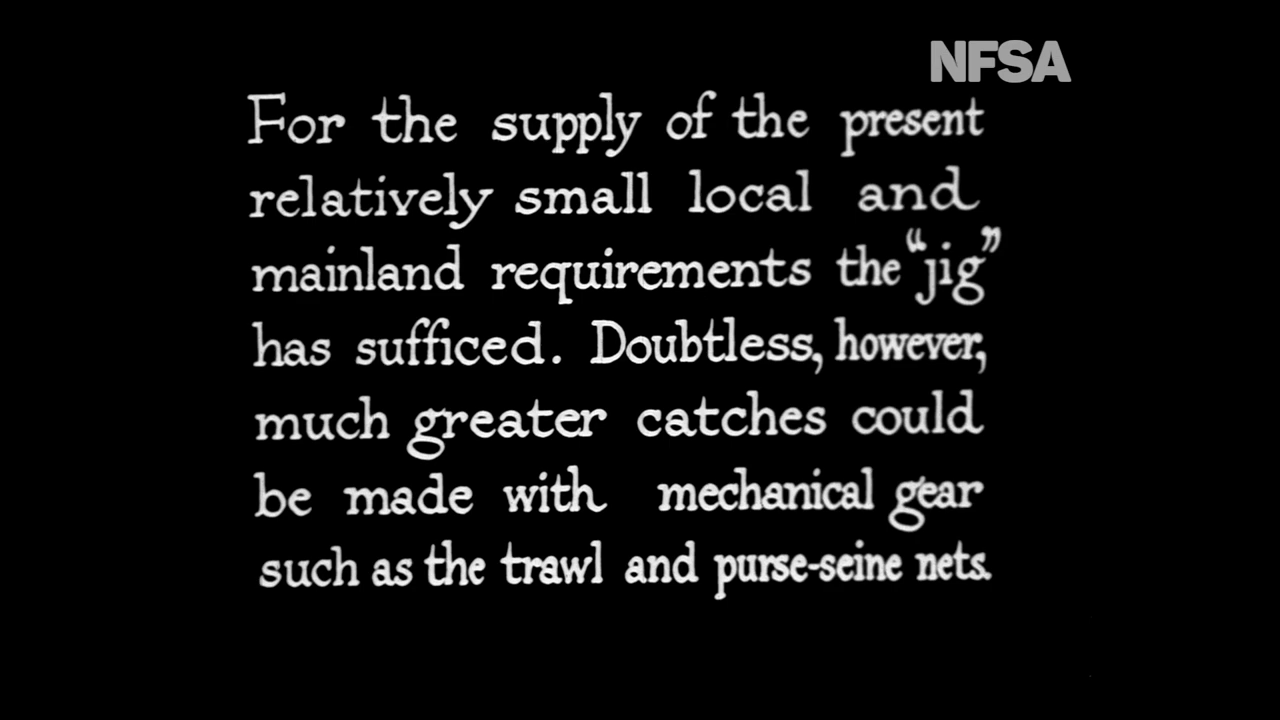 NFSA
For the supply of the present
relatively small local and
mainland requirements the "jig"
has sufficed. Doubtless, however,
much greater catches could
be made with mechanical gear
such as the trawl and purse-seine nets.